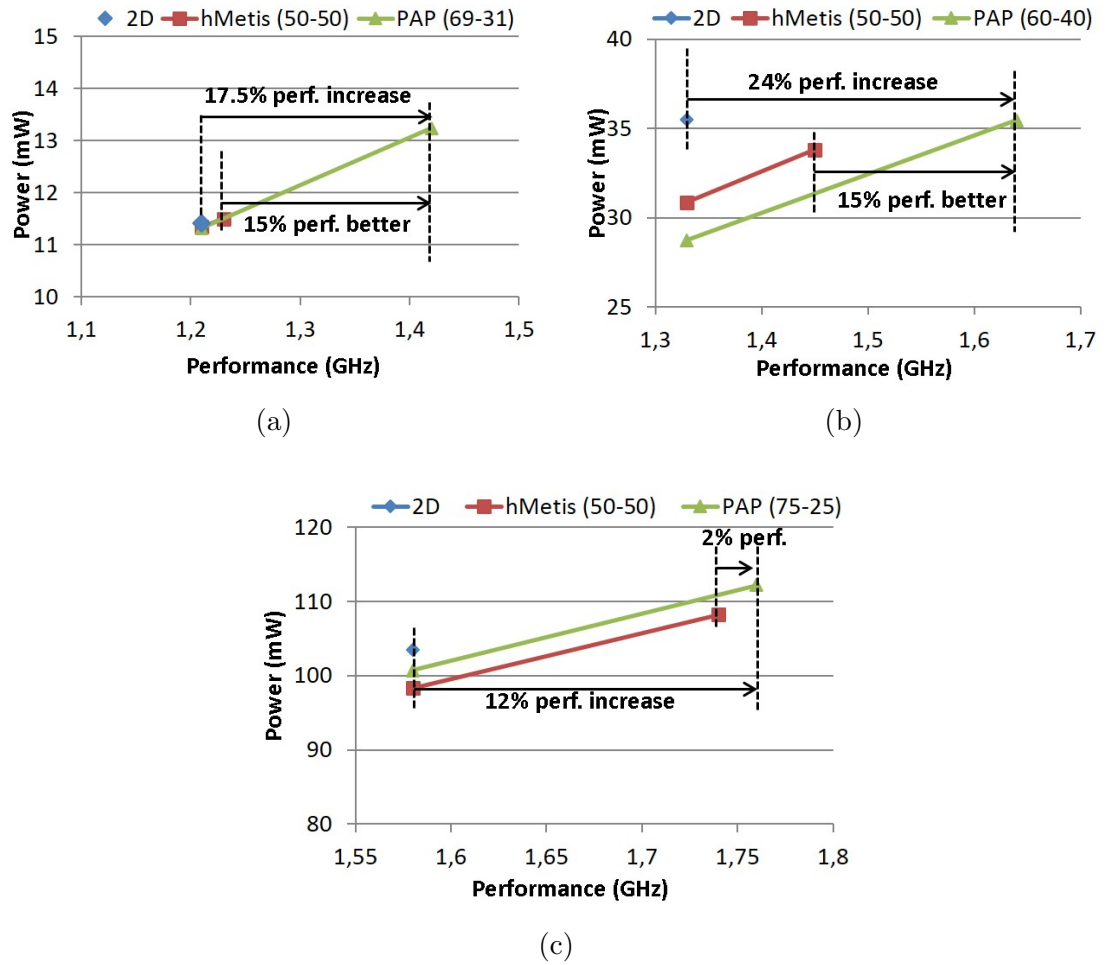 2D hMetis (50-50) PAP (69-31)
15
14
13
12
11
10
Power (mW)
17.5% perf. increase
15% perf. better
1,1 1,2 1,3 1,4 1,5
Performance (GHz)
(a)
2D hMetis (50-50) PAP (60-40)
40
35
30
25
Power (mW)
24% perf. increase
15% perf. better
1,3 1,4 1,5 1,6 1,7
Performance (GHz)
(b)
2D hMetis (50-50) PAP (75-25)
120
110
100
90
80
Power (mW)
2% perf.
12% perf. increase
1,55 1,6 1,65 1,7 1,75 1,8
Performance (GHz)
(c)